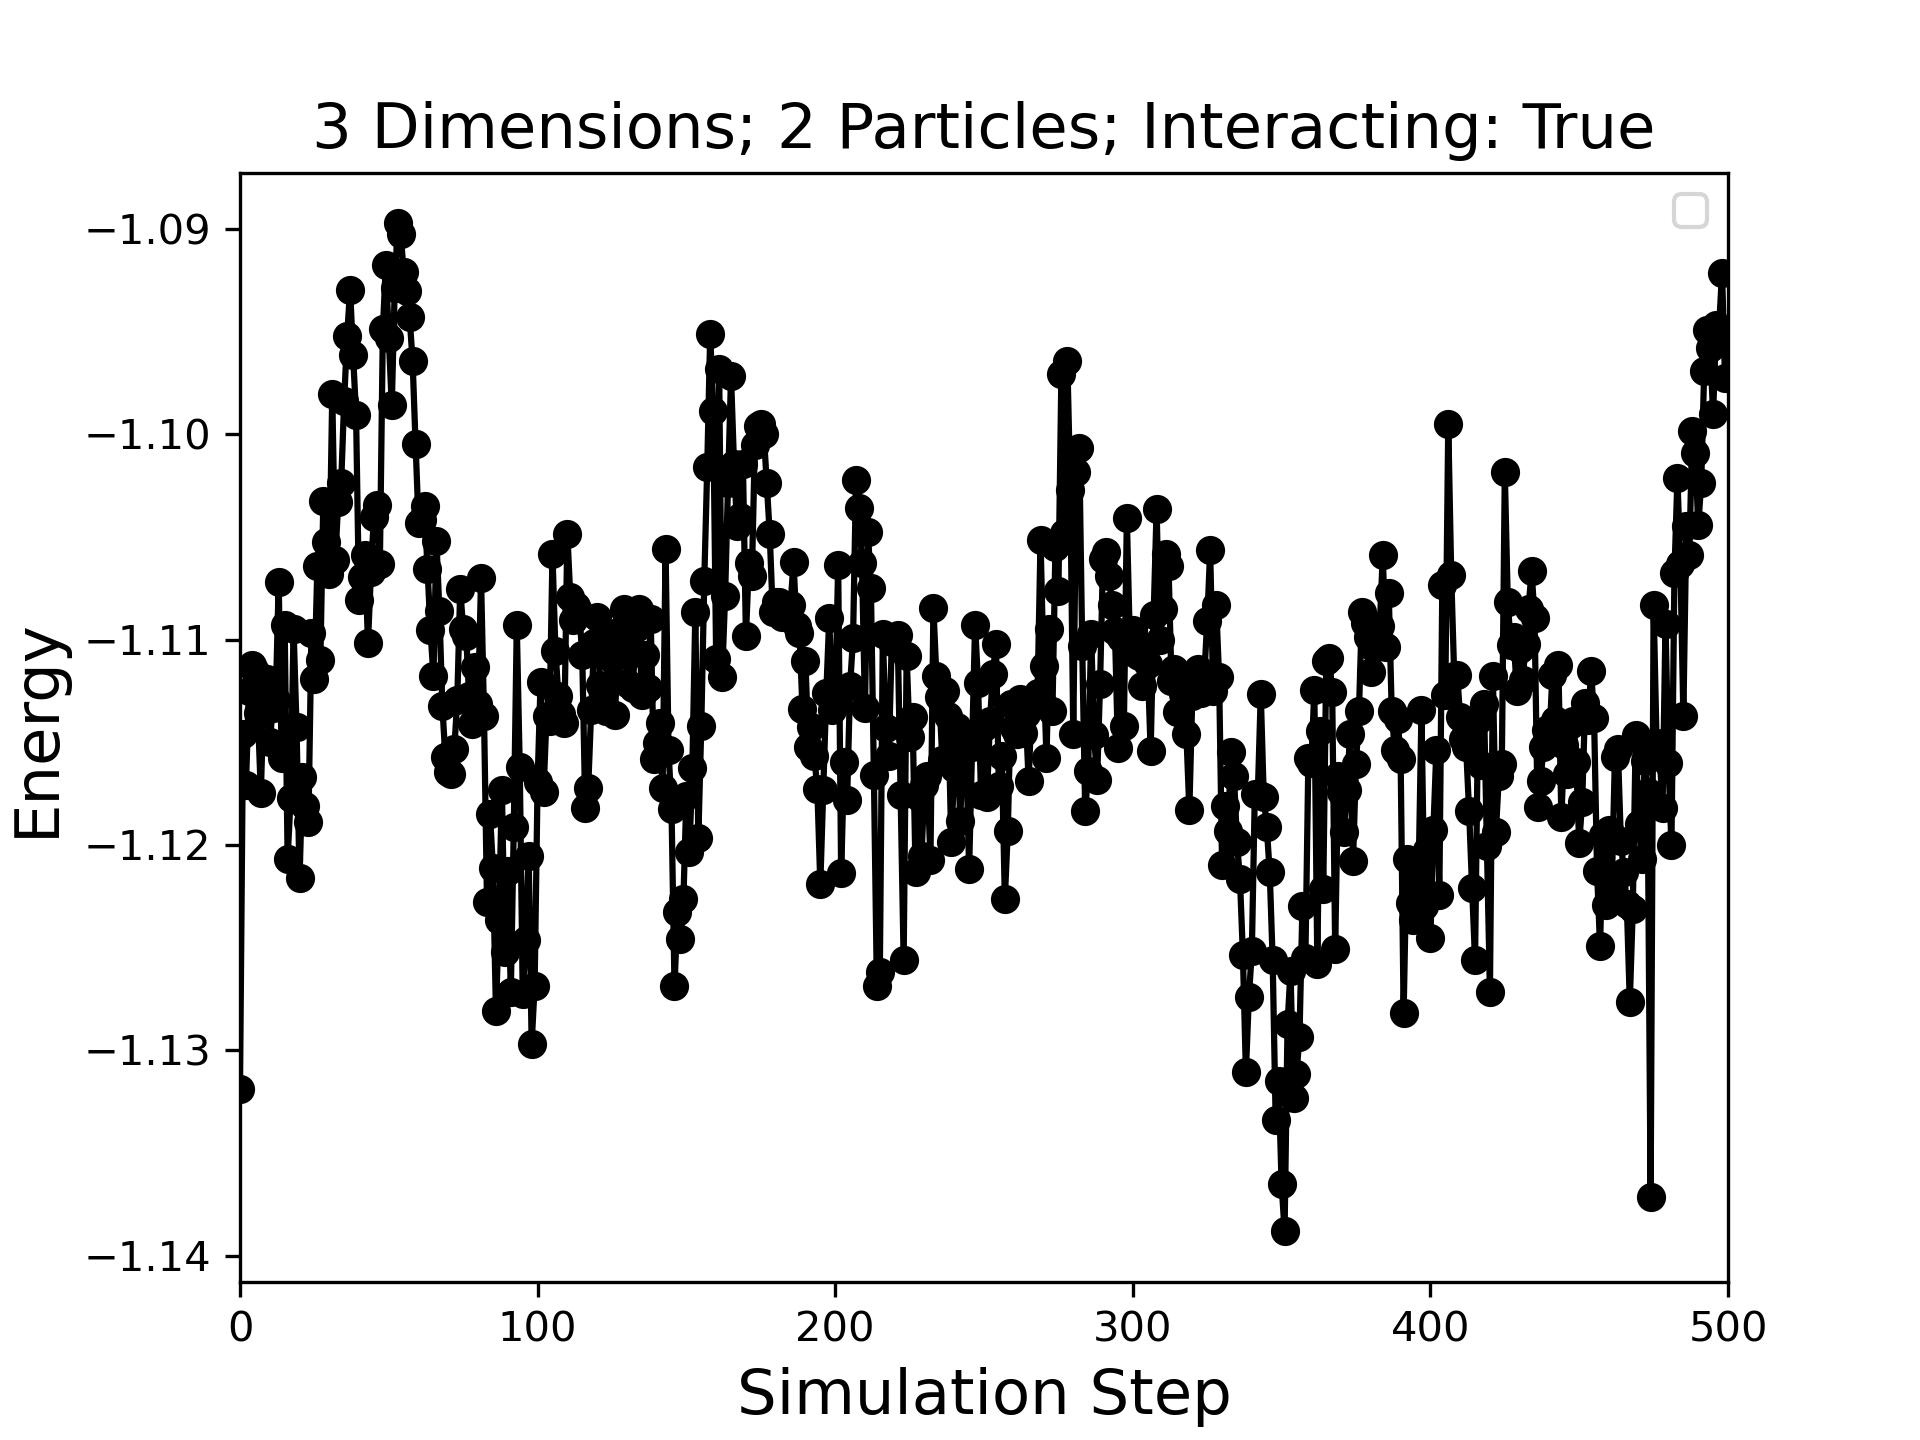 3 Dimensions; 2 Particles; Interacting: True
−1.09
−1.10
−1.11
−1.12
−1.13
−1.14
Energy
0 100 200 300 400 500
Simulation Step